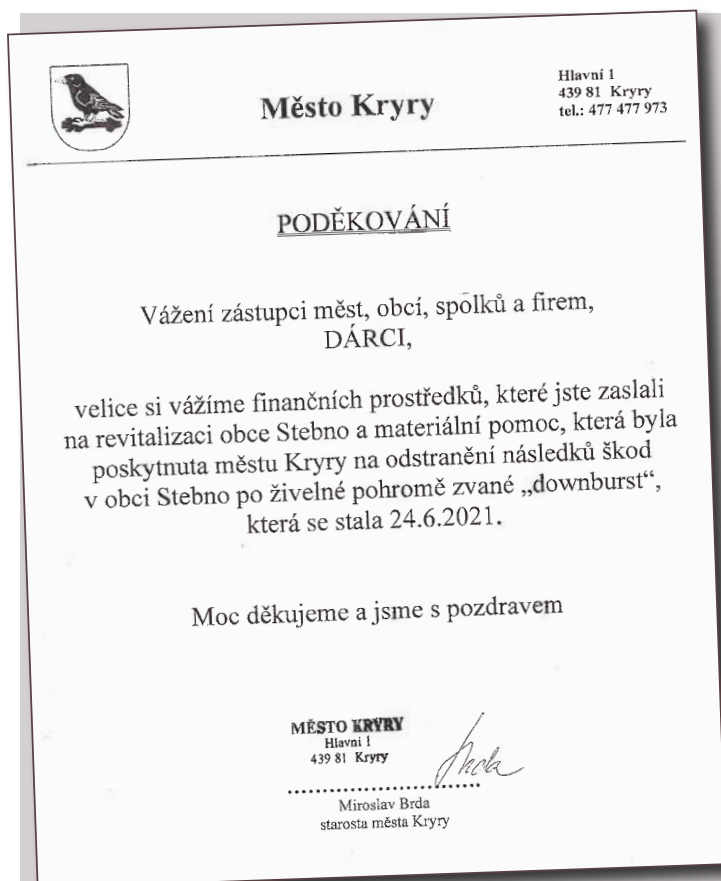 Město Kryry
Hlavní 1
439 81 Kryry
tel.: 477 477 973
PODĚKOVÁNÍ
Vážení zástupci měst, obcí, spolků a firem,
DÁRCI,
velice si vážíme finančních prostředků, které jste zaslali
na revitalizaci obce Stebno a materiální pomoc, která byla
poskytnuta městu Kryry na odstranění následků škod
v obci Stebno po živelné pohromě zvané „downburst“,
která se stala 24.6.2021.
Moc děkujeme a jsme s pozdravem
MĚSTO KRYRY
Hlavní 1
439 81 Kryry
Brda
Miroslav Brda
starosta města Kryry